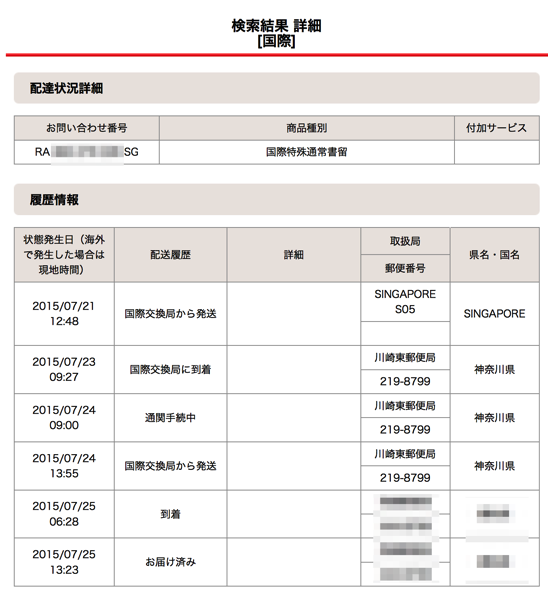 検索結果 詳細
[国際]
配達状況詳細
お問い合わせ番号
商品種別
付加サービス
RA
SG
国際特殊通常書留
履歴情報
状態発生日（海外
で発生した場合は
現地時間）
配送履歴
詳細
取扱局
郵便番号
県名・国名
2015/07/21
12:48
国際交換局から発送
SINGAPORE
S05
SINGAPORE
2015/07/23
09:27
国際交換局に到着
川崎東郵便局
219-8799
神奈川県
2015/07/24
09:00
通関手続中
川崎東郵便局
219-8799
神奈川県
2015/07/24
13:55
国際交換局から発送
川崎東郵便局
219-8799
神奈川県
2015/07/25
06:28
到着
2015/07/25
13:23
お届け済み